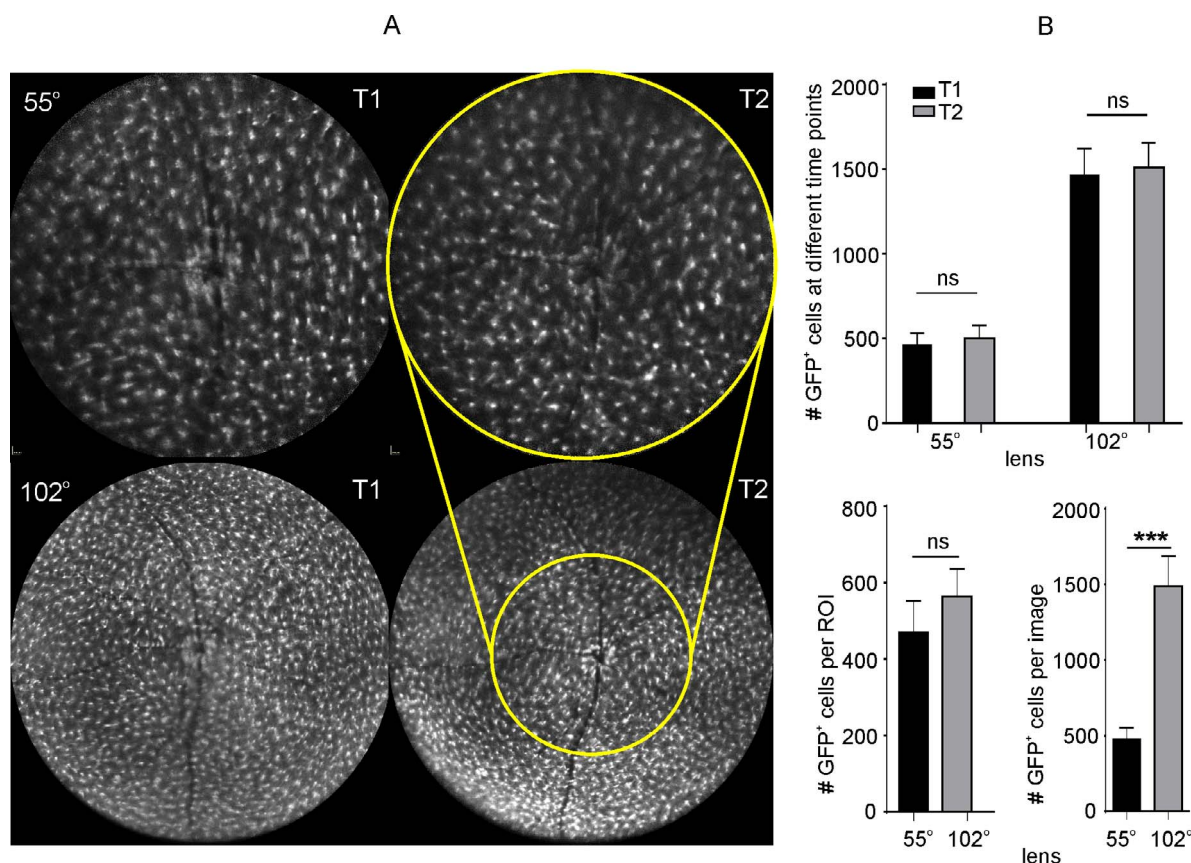 A
B
55°
T1
T2
102°
T1
T2
# GFP⁺ cells at different time points
2000
1500
1000
500
0
T1
T2
ns
ns
55°
102°
lens
# GFP⁺ cells per ROI
800
600
400
200
0
ns
55°
102°
# GFP⁺ cells per image
2000
1500
1000
500
0
***
55°
102°
lens